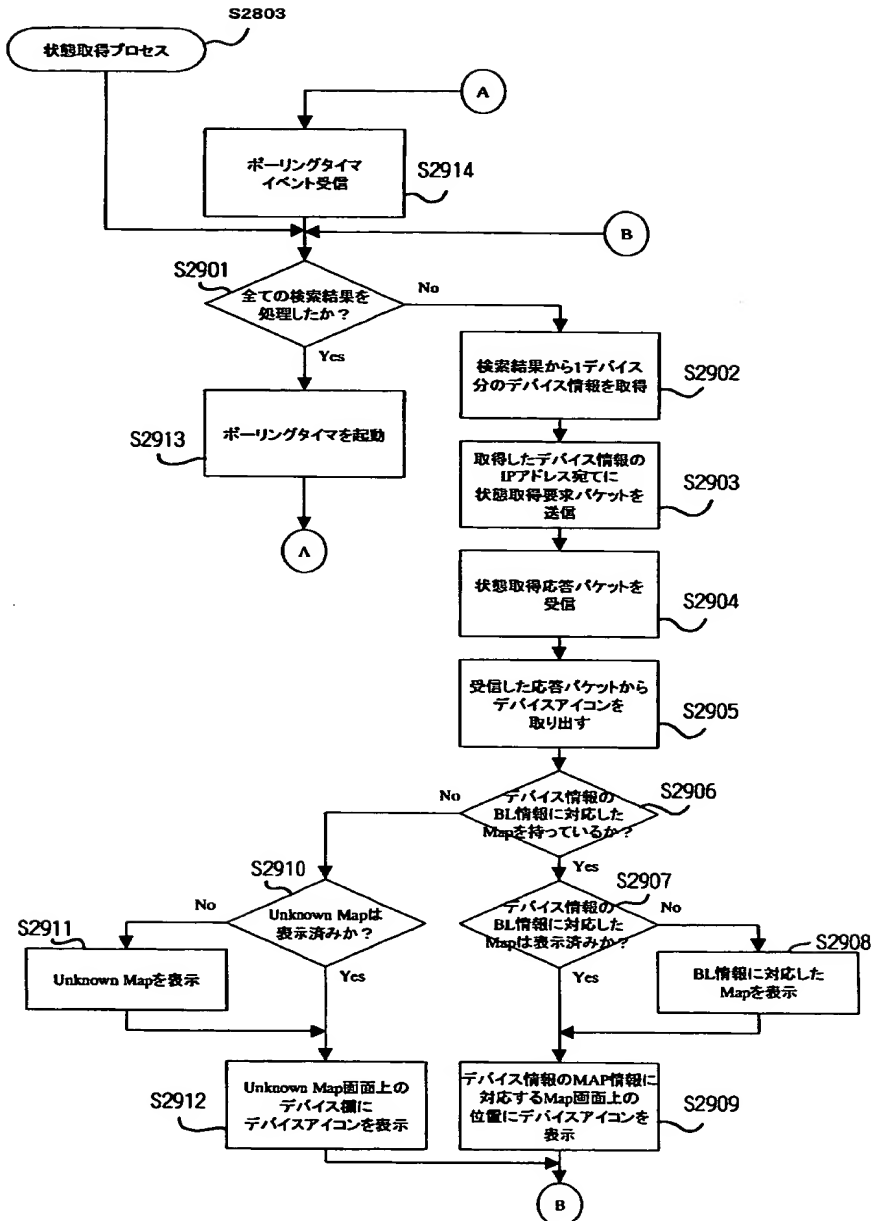 S2803
状態取得プロセス
A
ポーリングタイマ
イベント受信
S2914
B
S2901
全ての検索結果を
処理したか？
No
Yes
検索結果から1デバイス
分のデバイス情報を取得
S2902
S2913
ポーリングタイマを起動
取得したデバイス情報の
IPアドレス宛てに
状態取得要求パケットを
送信
S2903
A
状態取得応答パケットを
受信
S2904
受信した応答パケットから
デバイスアイコンを
取り出す
S2905
No
デバイス情報の
BL情報に対応した
Mapを持っているか？
S2906
Yes
S2910
Unknown Mapは
表示済みか？
No
Yes
S2907
デバイス情報の
BL情報に対応した
Mapは表示済みか？
No
Yes
S2911
Unknown Mapを表示
S2908
BL情報に対応した
Mapを表示
S2912
Unknown Map画面上の
デバイス欄に
デバイスアイコンを表示
デバイス情報のMAP情報に
対応するMap画面上の
位置にデバイスアイコンを
表示
S2909
B